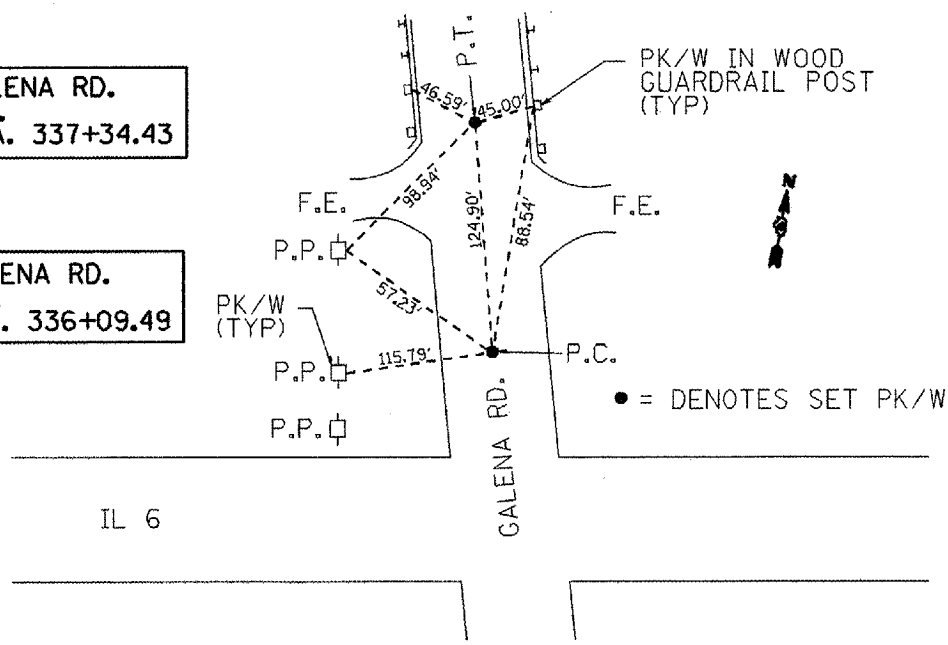 P.T.
PK/W IN WOOD
GUARDRAIL POST
(TYP)
ENA RD.
. 337+34.43
46.59'
45.00'
98.94'
124.90'
88.54'
F.E.
F.E.
N
P.P.
ENA RD.
. 336+09.49
57.23'
PK/W
(TYP)
P.P.
115.79'
P.C.
● = DENOTES SET PK/W
P.P.
GALENA RD.
IL 6